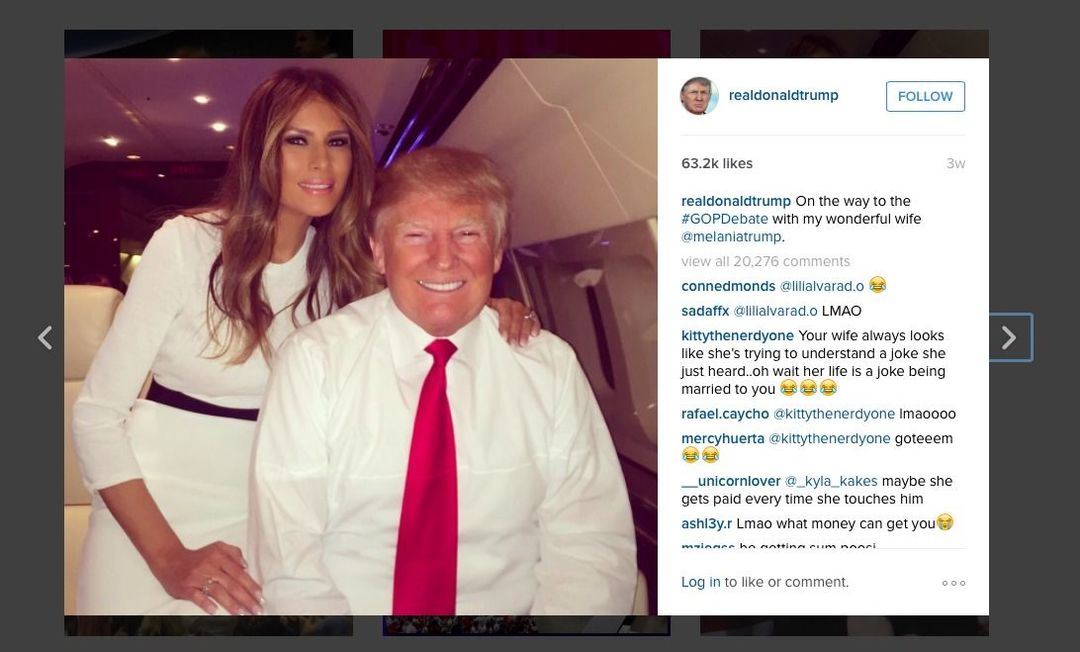 realdonaldtrump
FOLLOW
63.2k likes
3w
realdonaldtrump On the way to the
#GOPDebate with my wonderful wife
@melaniatrump.
view all 20,276 comments
connedmonds @lilialvarad.o 😂
sadaffx @lilialvarad.o LMAO
kittythenerdyone Your wife always looks
like she's trying to understand a joke she
just heard..oh wait her life is a joke being
married to you 😂😂😂
rafael.caycho @kittythenerdyone lmaoooo
mercyhuerta @kittythenerdyone goteeem
😂😂
__unicornlover @_kyla_kakes maybe she
gets paid every time she touches him
ashl3y.r Lmao what money can get you😭
Log in to like or comment.